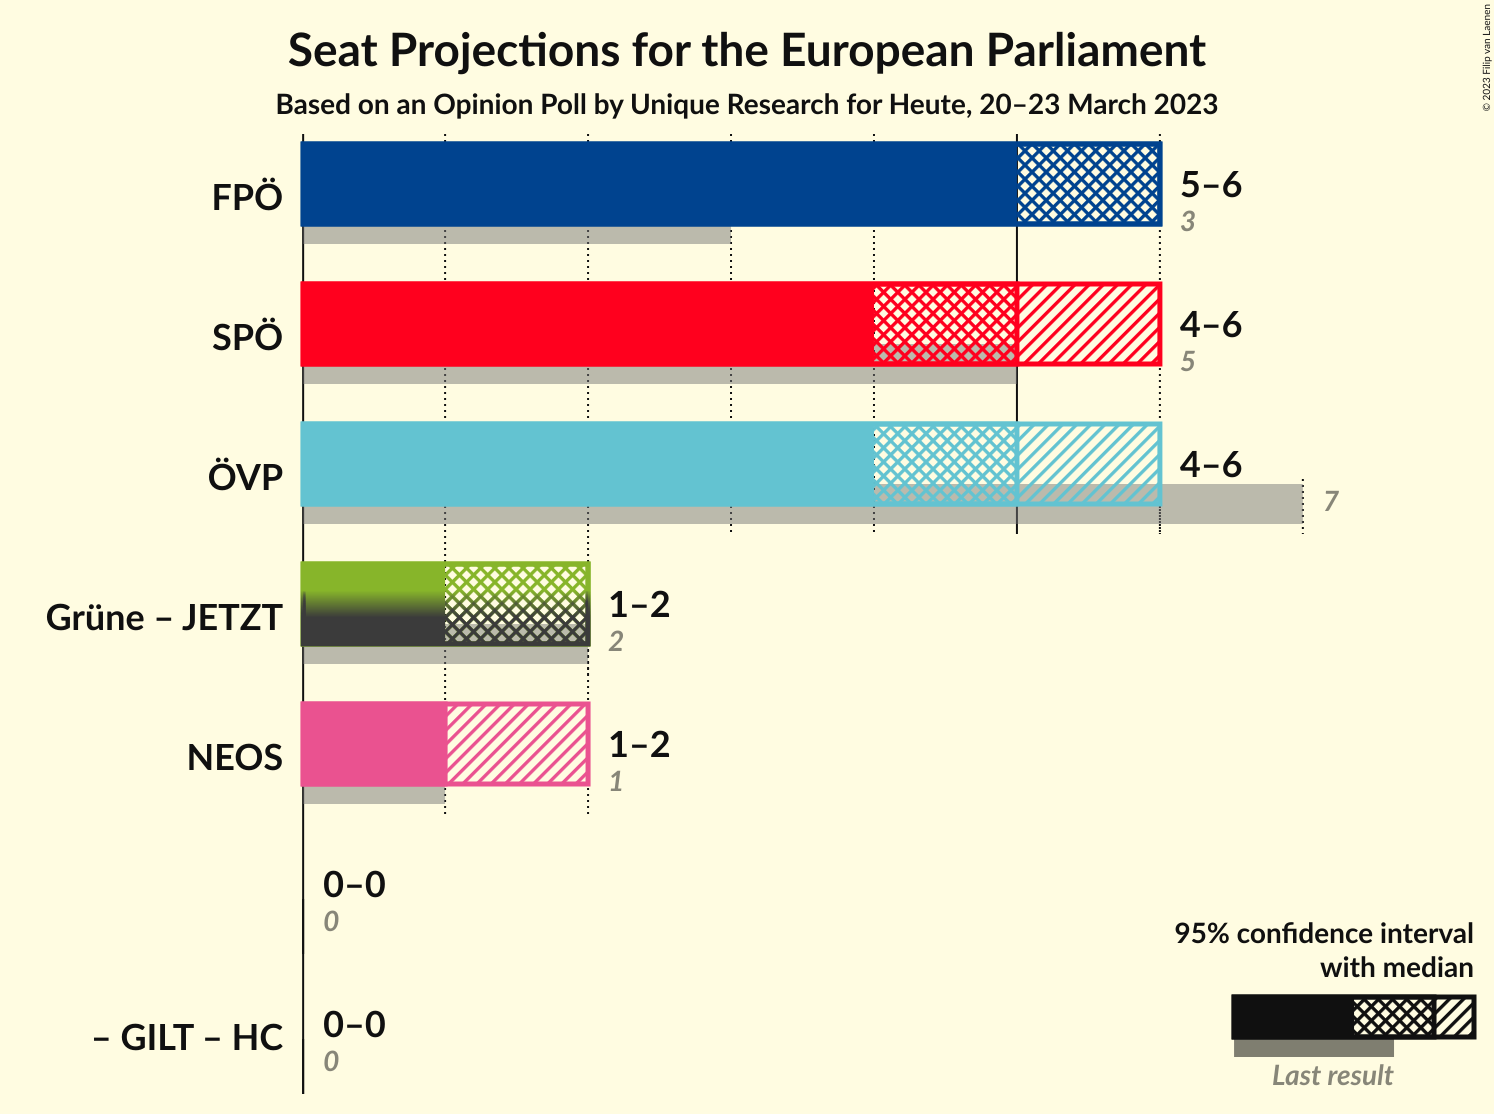 Seat Projections for the European Parliament
Based on an Opinion Poll by Unique Research for Heute, 20–23 March 2023
© 2023 Filip van Laenen
FPÖ
5–6
3
SPÖ
4–6
5
ÖVP
4–6
7
Grüne – JETZT
1–2
2
NEOS
1–2
1
0–0
0
– GILT – HC
0–0
0
95% confidence interval
with median
Last result